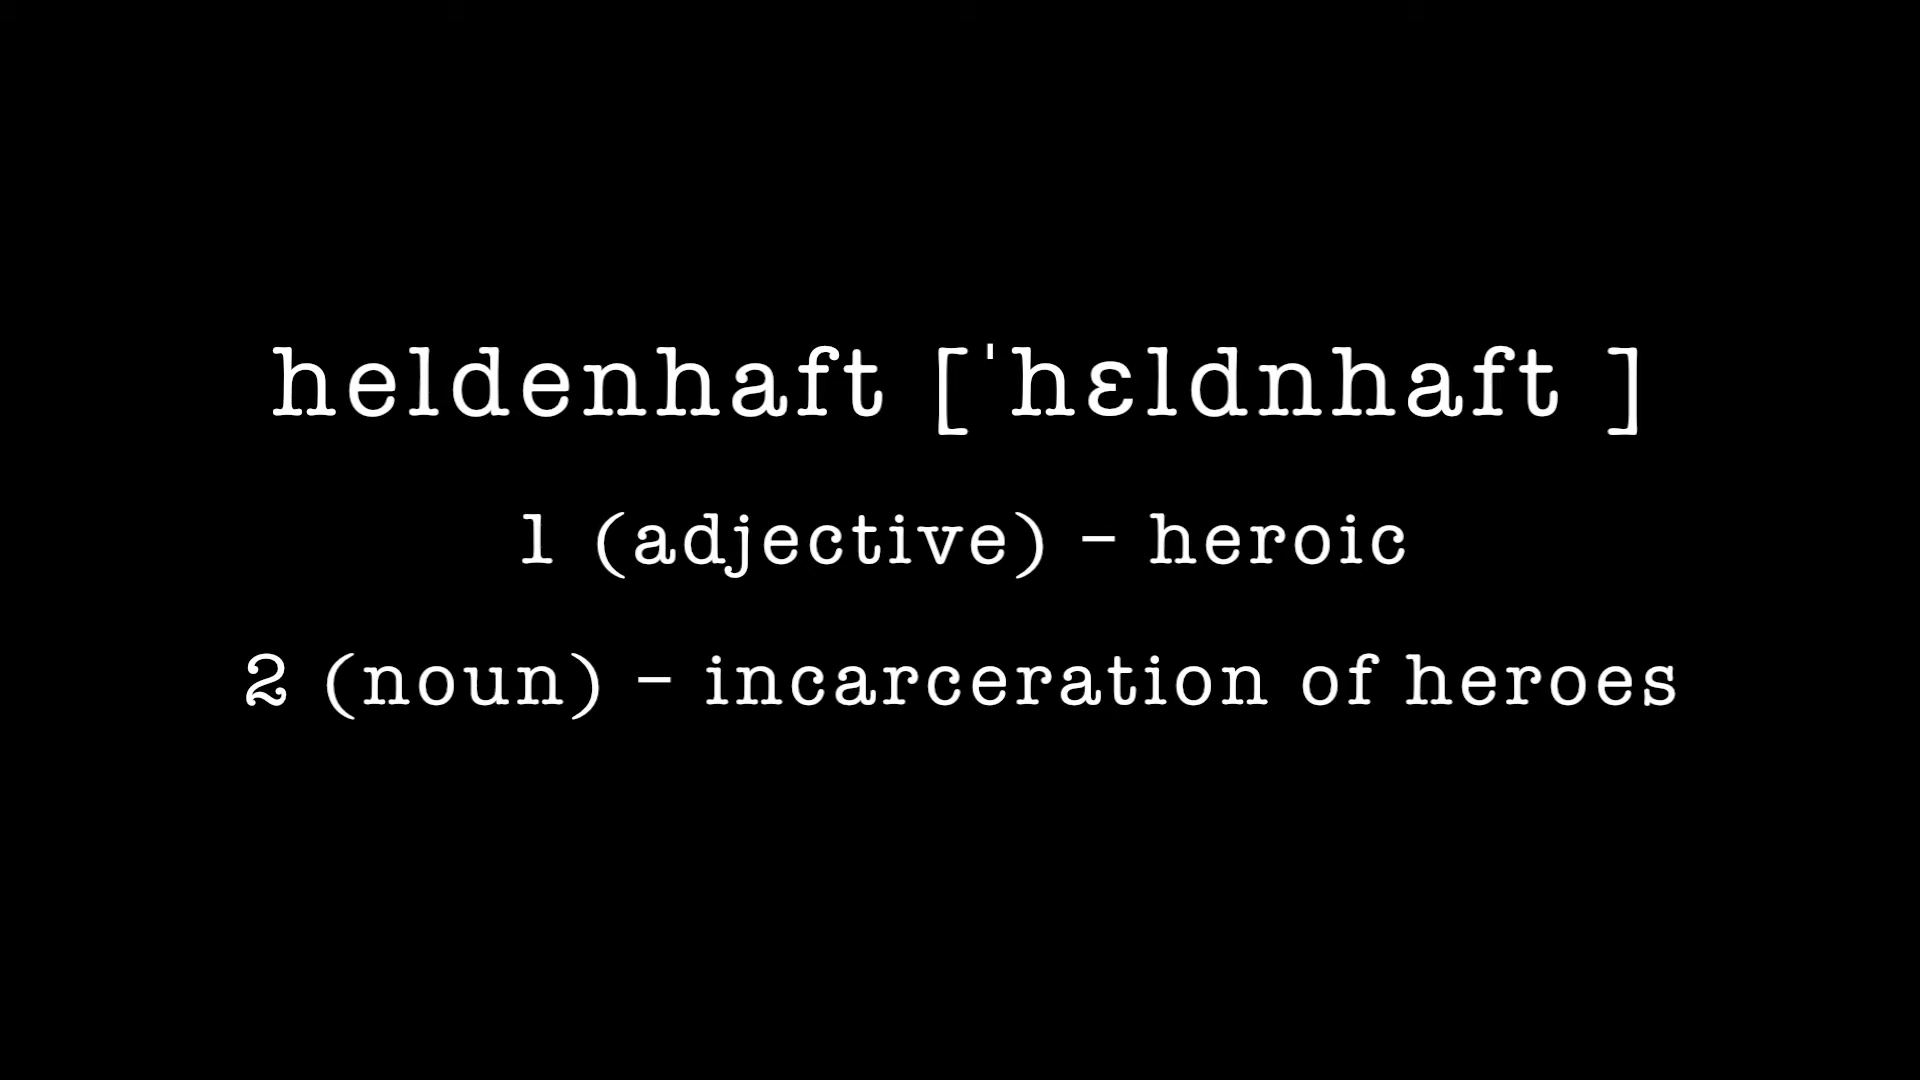 heldenhaft [ˈhɛldnhaft ]
1 (adjective) - heroic
2 (noun) - incarceration of heroes